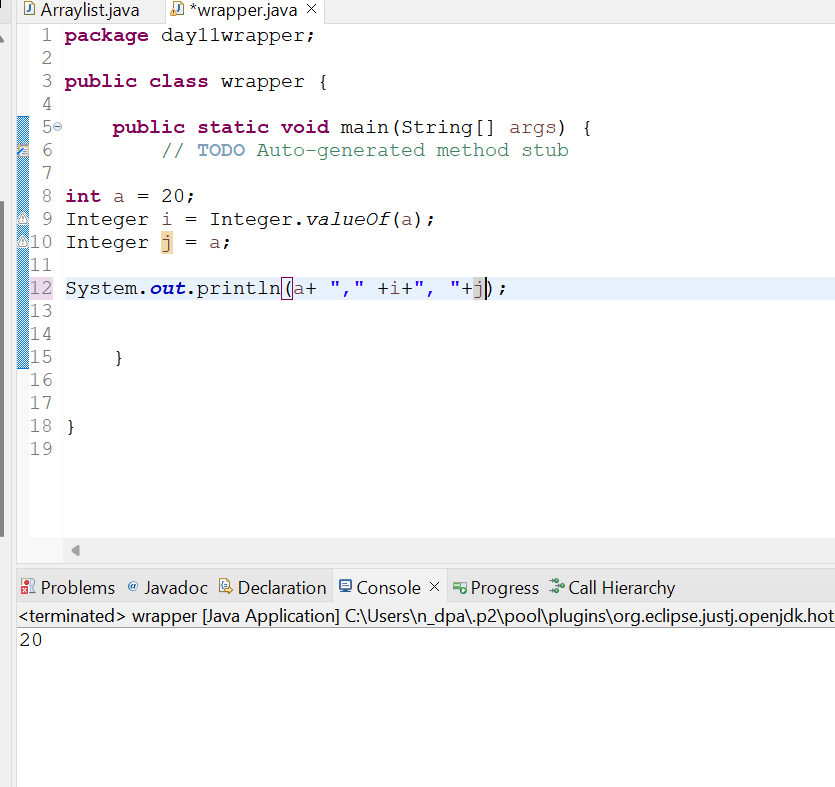 Arraylist.java *wrapper.java
1 package day11wrapper;
2
3 public class wrapper {
4
5 public static void main(String[] args) {
6 // TODO Auto-generated method stub
7
8 int a = 20;
9 Integer i = Integer.valueOf(a);
10 Integer j = a;
11
12 System.out.println(a+ "," +i+", "+j);
13
14
15 }
16
17
18 }
19
Problems @ Javadoc Declaration Console Progress Call Hierarchy
<terminated> wrapper [Java Application] C:\Users\n_dpa\.p2\pool\plugins\org.eclipse.justj.openjdk.hot
20